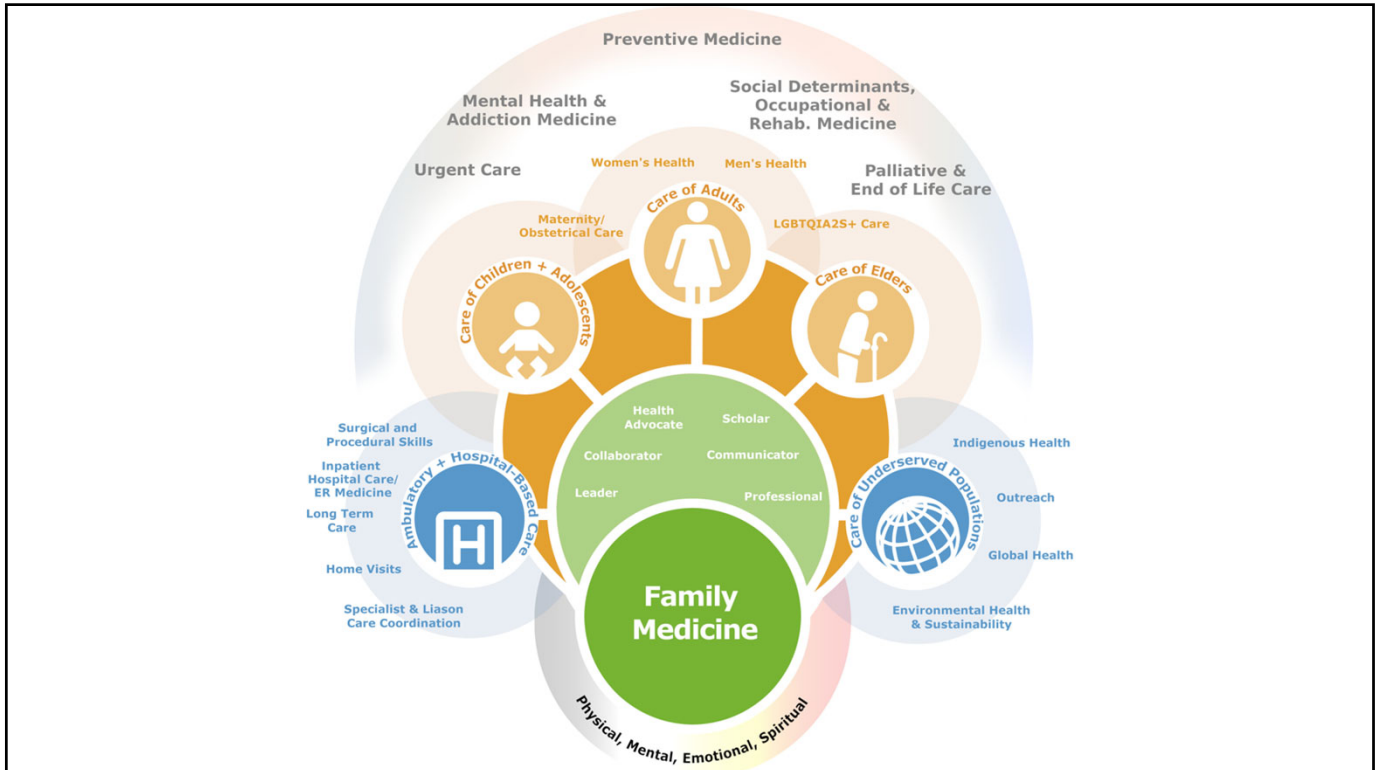 Preventive Medicine
Mental Health &
Addiction Medicine
Social Determinants,
Occupational &
Rehab. Medicine
Urgent Care
Palliative &
End of Life Care
Women's Health
Men's Health
Maternity/
Obstetrical Care
LGBTQIA2S+ Care
Care of Children + Adolescents
Care of Adults
Care of Elders
Surgical and
Procedural Skills
Inpatient
Hospital Care/
ER Medicine
Long Term
Care
Home Visits
Specialist & Liason
Care Coordination
Ambulatory + Hospital-Based Care
H
Health
Advocate
Scholar
Collaborator
Communicator
Leader
Professional
Care of Underserved Populations
Indigenous Health
Outreach
Global Health
Environmental Health
& Sustainability
Family
Medicine
Physical, Mental, Emotional, Spiritual